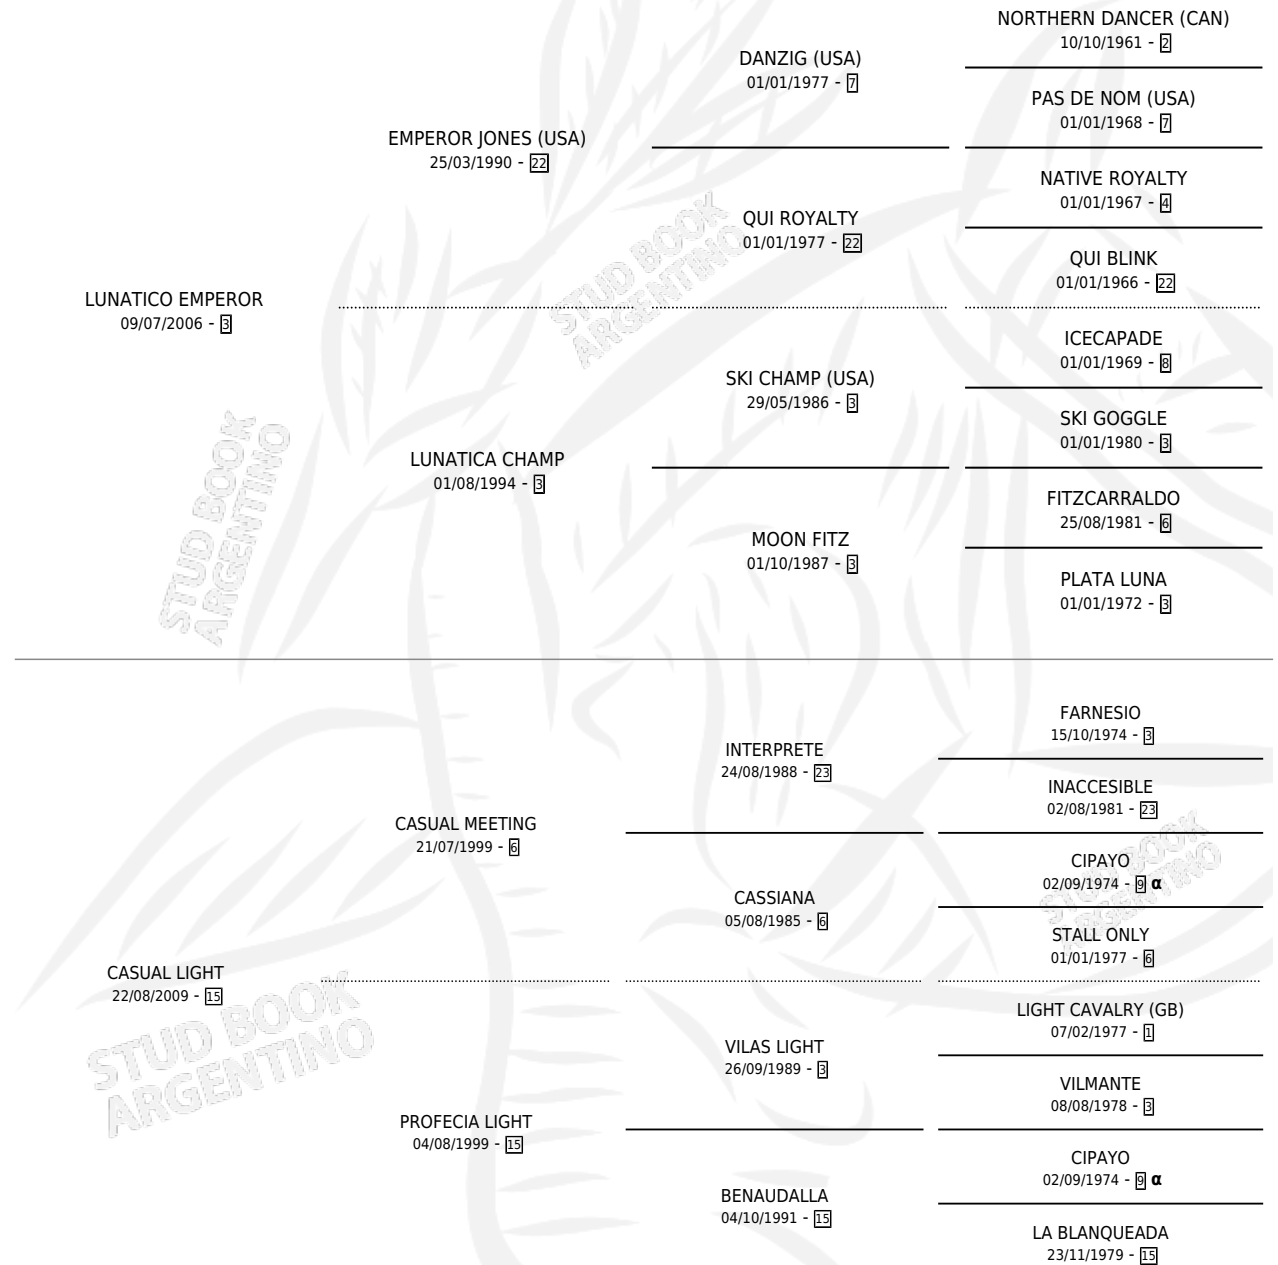 NORTHERN DANCER (CAN)
10/10/1961 - 2
DANZIG (USA)
01/01/1977 - 7
PAS DE NOM (USA)
01/01/1968 - 7
EMPEROR JONES (USA)
25/03/1990 - 22
NATIVE ROYALTY
01/01/1967 - 4
QUI ROYALTY
01/01/1977 - 22
QUI BLINK
01/01/1966 - 22
LUNATICO EMPEROR
09/07/2006 - 3
ICECAPADE
01/01/1969 - 8
SKI CHAMP (USA)
29/05/1986 - 3
SKI GOGGLE
01/01/1980 - 3
LUNATICA CHAMP
01/08/1994 - 3
FITZCARRALDO
25/08/1981 - 6
MOON FITZ
01/10/1987 - 3
PLATA LUNA
01/01/1972 - 3
STUD BOOK
ARGENTINO
STUD BOOK
ARGENTINO
FARNESIO
15/10/1974 - 3
INTERPRETE
24/08/1988 - 23
INACCESIBLE
02/08/1981 - 23
CASUAL MEETING
21/07/1999 - 6
CIPAYO
02/09/1974 - 9 α
CASSIANA
05/08/1985 - 6
STALL ONLY
01/01/1977 - 6
STUD BOOK
ARGENTINO
CASUAL LIGHT
22/08/2009 - 15
LIGHT CAVALRY (GB)
07/02/1977 - 1
VILAS LIGHT
26/09/1989 - 3
VILMANTE
08/08/1978 - 3
PROFECIA LIGHT
04/08/1999 - 15
CIPAYO
02/09/1974 - 9 α
BENAUDALLA
04/10/1991 - 15
LA BLANQUEADA
23/11/1979 - 15
STUD BOOK
ARGENTINO